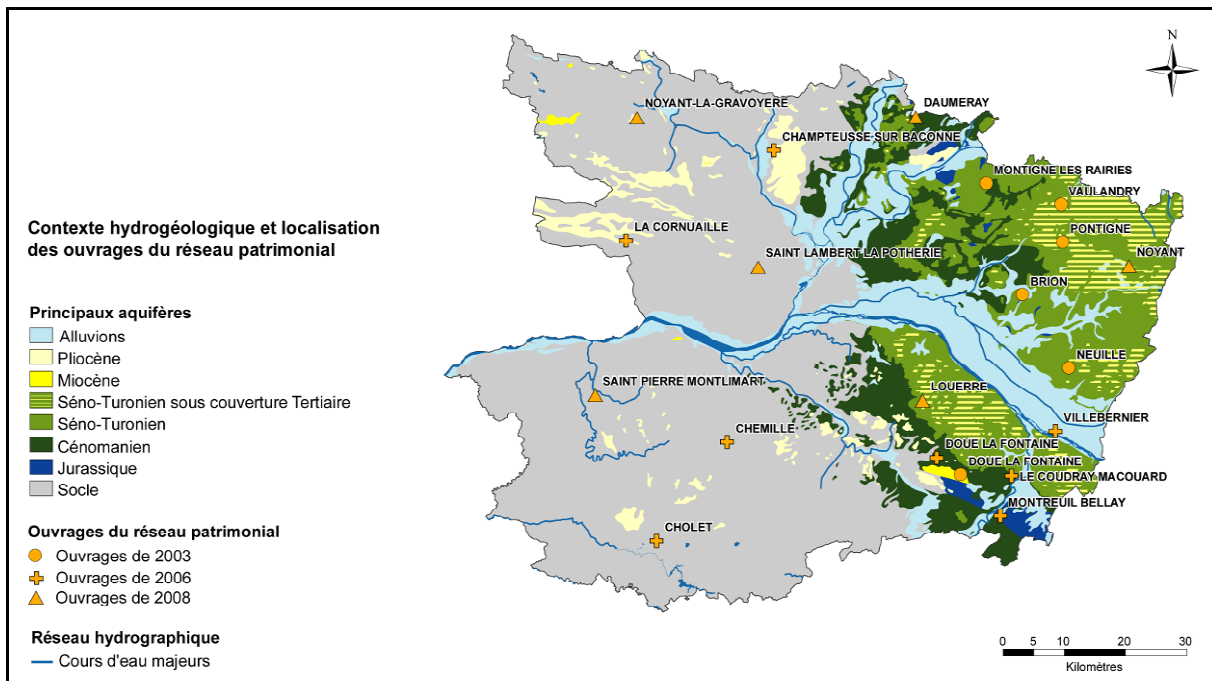 Contexte hydrogéologique et localisation
des ouvrages du réseau patrimonial
Principaux aquifères
Alluvions
Pliocène
Miocène
Séno-Turonien sous couverture Tertiaire
Séno-Turonien
Cénomanien
Jurassique
Socle
Ouvrages du réseau patrimonial
Ouvrages de 2003
Ouvrages de 2006
Ouvrages de 2008
Réseau hydrographique
Cours d'eau majeurs
N
NOYANT-LA-GRAVOYERE
DAUMERAY
CHAMPTEUSSE SUR BACONNE
MONTIGNE LES RAIRIES
VAULANDRY
LA CORNUAILLE
PONTIGNE
SAINT LAMBERT LA POTHERIE
NOYANT
BRION
NEUILLE
SAINT PIERRE MONTLIMART
LOUERRE
VILLEBERNIER
CHEMILLE
DOUE LA FONTAINE
DOUE LA FONTAINE
LE COUDRAY MACOUARD
MONTREUIL BELLAY
CHOLET
0 5 10 20 30
Kilomètres